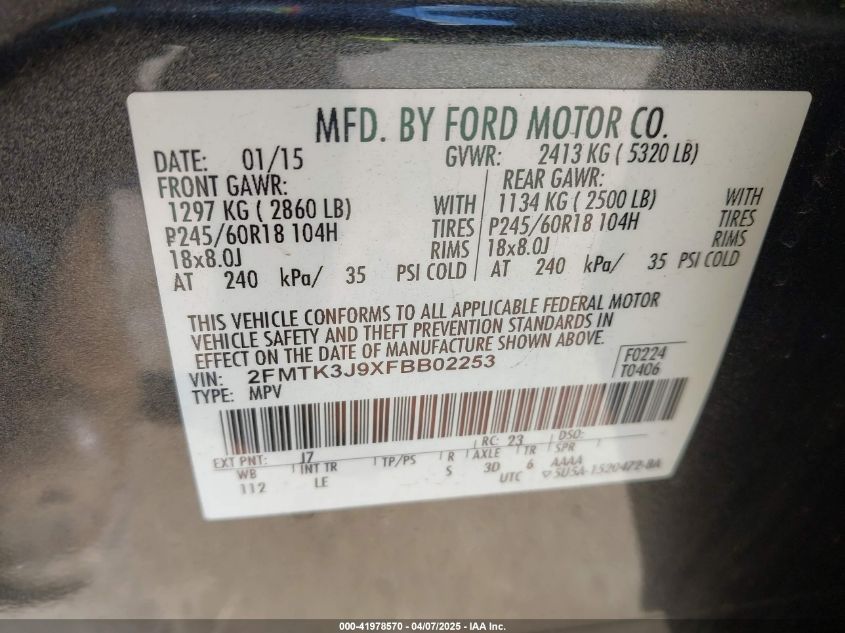 MFD. BY FORD MOTOR CO.
DATE: 01/15 GVWR: 2413 KG ( 5320 LB)
FRONT GAWR: REAR GAWR:
1297 KG ( 2860 LB) WITH 1134 KG ( 2500 LB) WITH
P245/60R18 104H TIRES P245/60R18 104H TIRES
18x8.0J RIMS 18x8.0J RIMS
AT 240 kPa/ 35 PSI COLD AT 240 kPa/ 35 PSI COLD
THIS VEHICLE CONFORMS TO ALL APPLICABLE FEDERAL MOTOR
VEHICLE SAFETY AND THEFT PREVENTION STANDARDS IN
EFFECT ON THE DATE OF MANUFACTURE SHOWN ABOVE.
VIN: 2FMTK3J9XFBB02253 F0224
TYPE: MPV T0406
EXT PNT: J7 RC: 23 DSO:
WB INT TR TP/PS R AXLE TR SPR
112 LE S 3D 6 AAAA
UTC 5U5A-1520472-BA
000-41978570 - 04/07/2025 - IAA Inc.